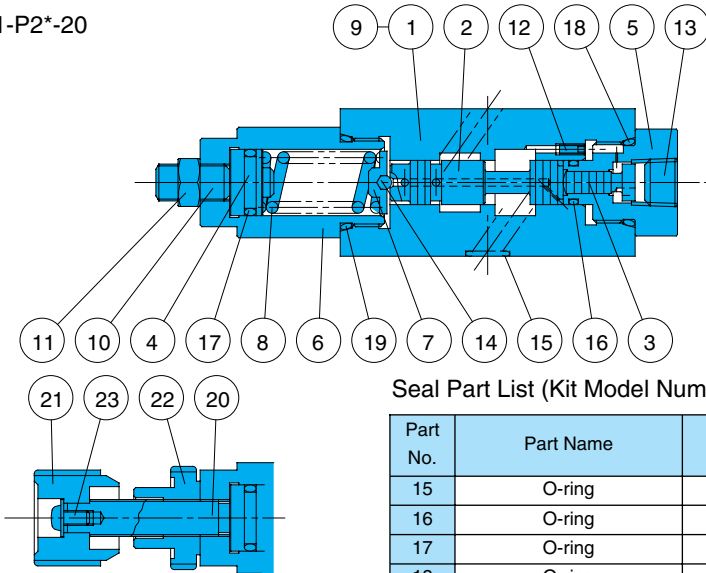 -P2*-20
9 1 2 12 18 5 13
11 10 4 17 8 6 19 7 14 15 16 3
21 23 22 20
Seal Part List (Kit Model Num
Part No. Part Name
15 O-ring
16 O-ring
17 O-ring